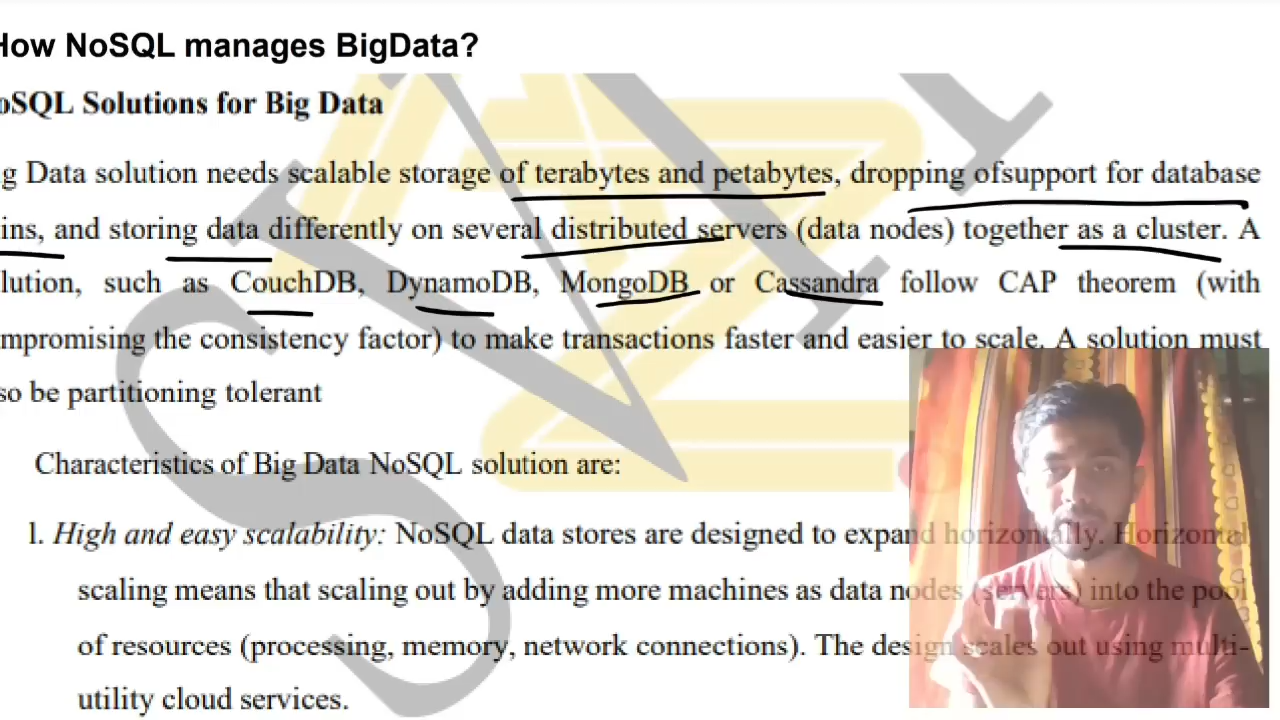 How NoSQL manages BigData?
oSQL Solutions for Big Data
g Data solution needs scalable storage of terabytes and petabytes, dropping ofsupport for database
ins, and storing data differently on several distributed servers (data nodes) together as a cluster. A
lution, such as CouchDB, DynamoDB, MongoDB or Cassandra follow CAP theorem (with
mpromising the consistency factor) to make transactions faster and easier to scale. A solution must
so be partitioning tolerant
Characteristics of Big Data NoSQL solution are:
l. High and easy scalability: NoSQL data stores are designed to expand horizontally. Horizontal
scaling means that scaling out by adding more machines as data nodes (servers) into the pool
of resources (processing, memory, network connections). The design scales out using multi-
utility cloud services.